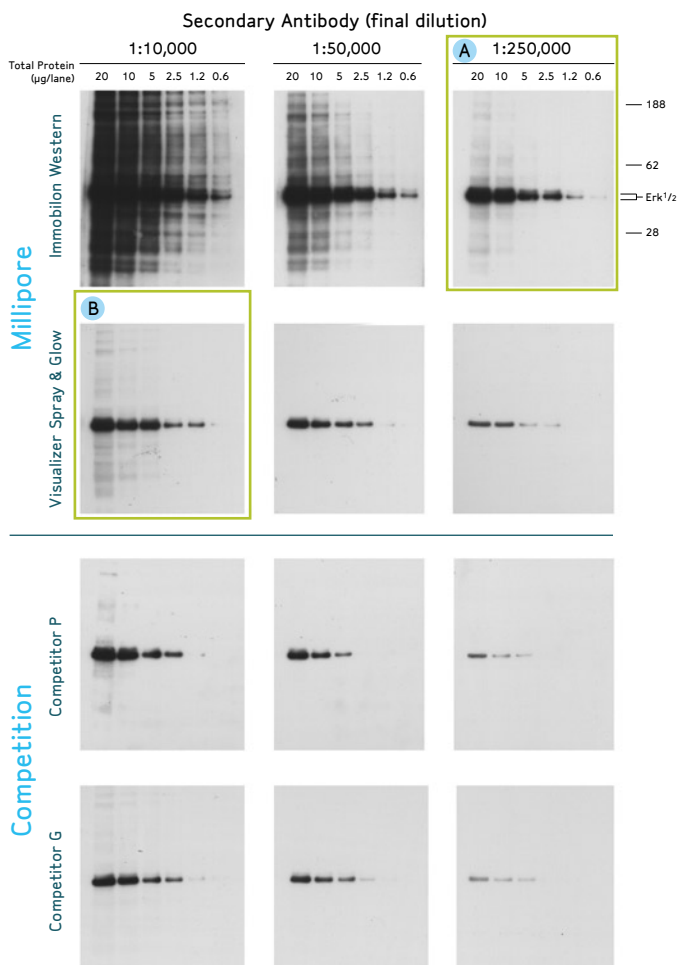 Secondary Antibody (final dilution)
1:10,000
1:50,000
A
1:250,000
Total Protein
(µg/lane)
20 10 5 2.5 1.2 0.6
20 10 5 2.5 1.2 0.6
20 10 5 2.5 1.2 0.6
Millipore
Immobilon Western
188
62
Erk1/2
28
B
Visualizer Spray & Glow
Competition
Competitor P
Competitor G